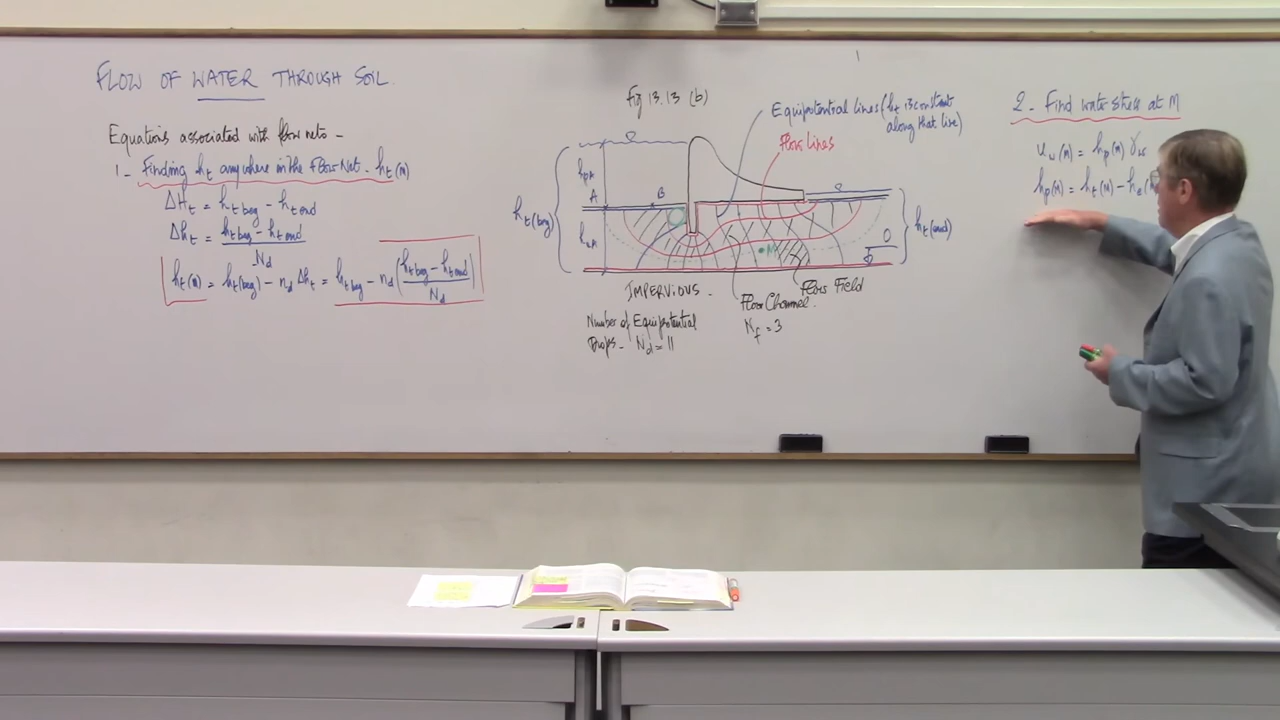 FLOW OF WATER THROUGH SOIL.
Equations associated with flow nets -
1- Finding h_t anywhere in the Flow Net - h_t(M)
ΔH_t = h_t beg - h_t end
Δh_t = h_t beg - h_t end / N_d
h_t(M) = h_t(beg) - n_d Δh_t = h_t beg - n_d (h_t beg - h_t end / N_d)
Fig 13.13 (b)
Equipotential lines (h_t is constant
along that line)
Flow lines
h_pA
A
B
h_t(beg)
h_zA
M
0
h_t(end)
IMPERVIOUS -
Flow Field
Flow Channel.
N_f = 3
Number of Equipotential
Drops - N_d = 11
2 - Find water stress at M
u_w(M) = h_p(M) γ_w
h_p(M) = h_t(M) -